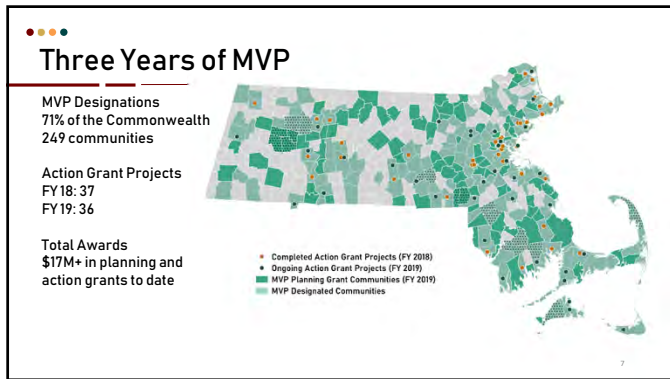 Three Years of MVP
MVP Designations
71% of the Commonwealth
249 communities
Action Grant Projects
FY 18: 37
FY 19: 36
Total Awards
$17M+ in planning and
action grants to date
Completed Action Grant Projects (FY 2018)
Ongoing Action Grant Projects (FY 2019)
MVP Planning Grant Communities (FY 2019)
MVP Designated Communities
7